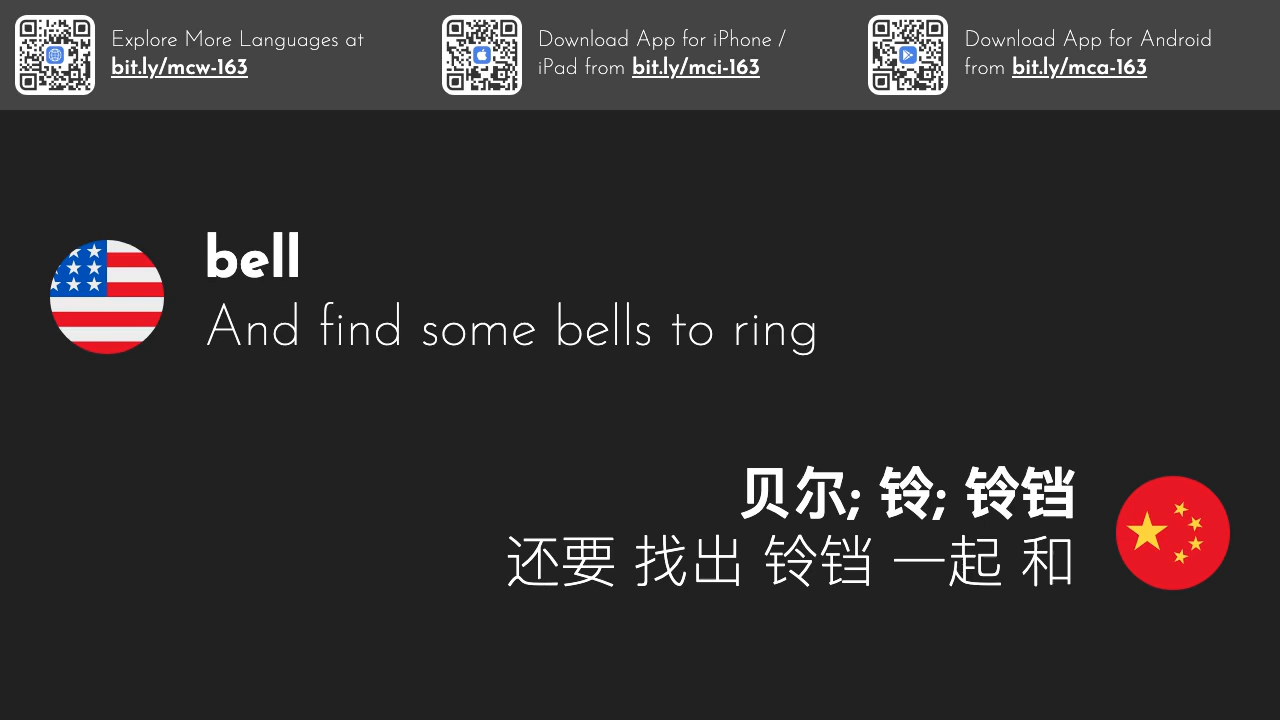 Explore More Languages at
bit.ly/mcw-163
Download App for iPhone /
iPad from bit.ly/mci-163
Download App for Android
from bit.ly/mca-163
bell
And find some bells to ring
贝尔; 铃; 铃铛
还要 找出 铃铛 一起 和